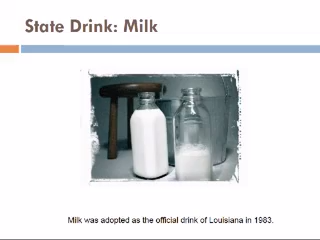 State Drink: Milk
Milk was adopted as the official drink of Louisiana in 1983.